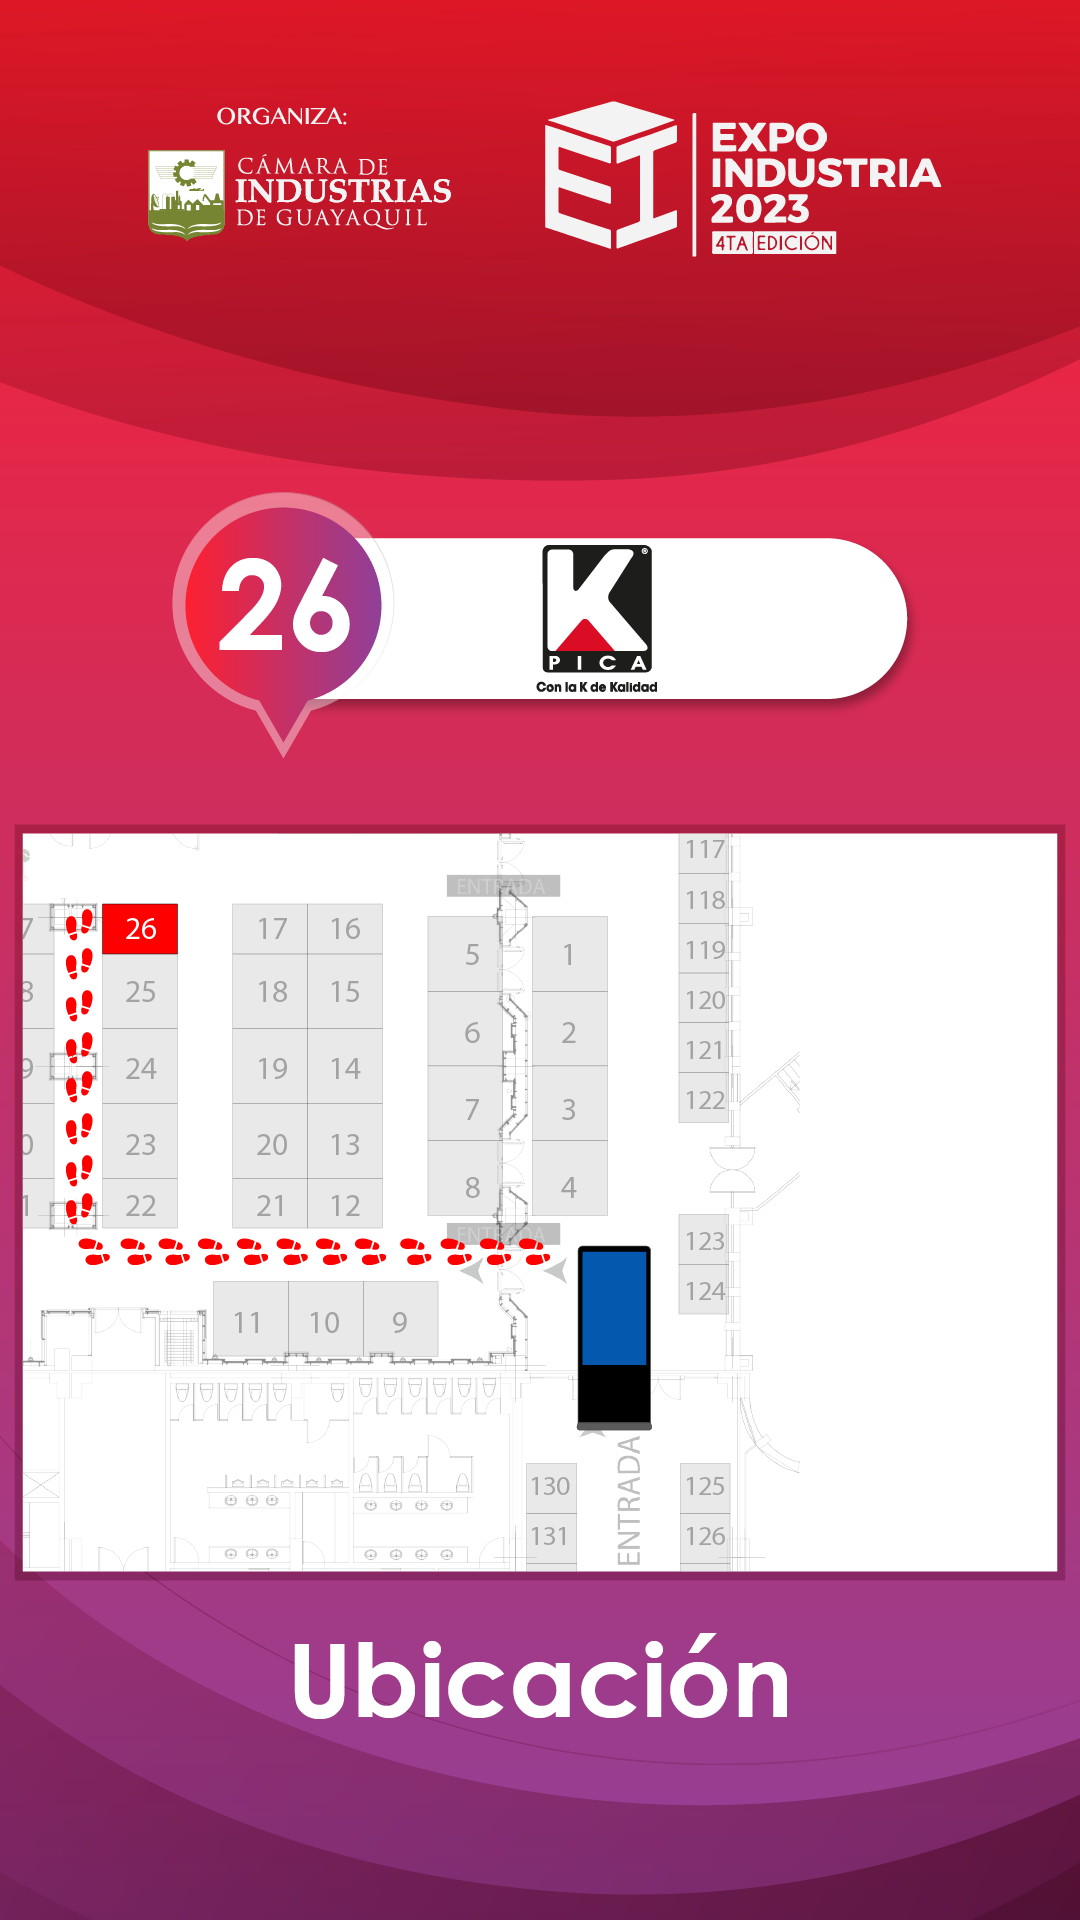 ORGANIZA:
CÁMARA DE
INDUSTRIAS
DE GUAYAQUIL
EXPO
INDUSTRIA
2023
4TA EDICIÓN
26
K®
PICA
Con la K de Kalidad
117
ENTRADA
118
7 26 17 16
5 1
119
8 25 18 15
120
6 2
121
9 24 19 14
122
7 3
0 23 20 13
8 4
1 22 21 12
ENTRADA
123
124
11 10 9
ENTRADA
130 125
131 126
Ubicación